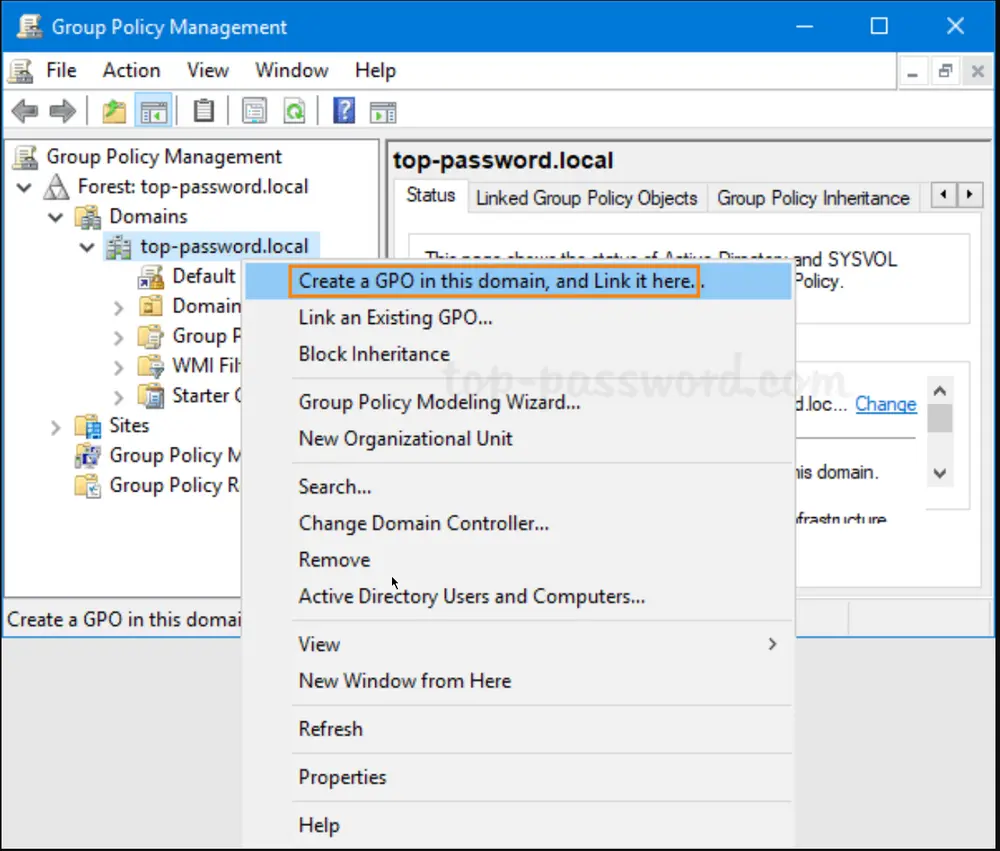 Group Policy Management
File Action View Window Help
Group Policy Management
Forest: top-password.local
Domains
top-password.local
Default
Domain
Group P
WMI Fil
Starter
Sites
Group Policy M
Group Policy R
top-password.local
Status Linked Group Policy Objects Group Policy Inheritance
This page shows the status of Active Directory and SYSVOL
Policy.
d.loc... Change
his domain.
frastructure
Create a GPO in this domain, and Link it here...
Link an Existing GPO...
Block Inheritance
Group Policy Modeling Wizard...
New Organizational Unit
Search...
Change Domain Controller...
Remove
Active Directory Users and Computers...
View
New Window from Here
Refresh
Properties
Help
Create a GPO in this domai
top-password.com